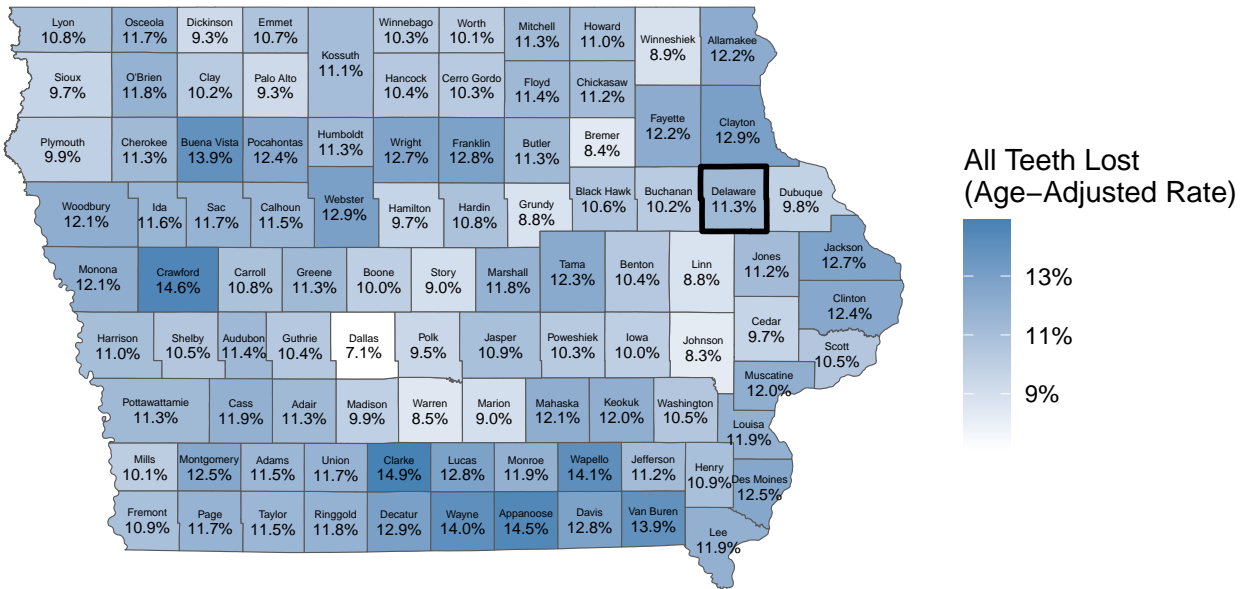 Lyon
10.8%
Osceola
11.7%
Dickinson
9.3%
Emmet
10.7%
Kossuth
11.1%
Winnebago
10.3%
Worth
10.1%
Mitchell
11.3%
Howard
11.0%
Winneshiek
8.9%
Allamakee
12.2%
Sioux
9.7%
O'Brien
11.8%
Clay
10.2%
Palo Alto
9.3%
Hancock
10.4%
Cerro Gordo
10.3%
Floyd
11.4%
Chickasaw
11.2%
Fayette
12.2%
Clayton
12.9%
Plymouth
9.9%
Cherokee
11.3%
Buena Vista
13.9%
Pocahontas
12.4%
Humboldt
11.3%
Wright
12.7%
Franklin
12.8%
Butler
11.3%
Bremer
8.4%
Woodbury
12.1%
Ida
11.6%
Sac
11.7%
Calhoun
11.5%
Webster
12.9%
Hamilton
9.7%
Hardin
10.8%
Grundy
8.8%
Black Hawk
10.6%
Buchanan
10.2%
Delaware
11.3%
Dubuque
9.8%
Monona
12.1%
Crawford
14.6%
Carroll
10.8%
Greene
11.3%
Boone
10.0%
Story
9.0%
Marshall
11.8%
Tama
12.3%
Benton
10.4%
Linn
8.8%
Jones
11.2%
Jackson
12.7%
Clinton
12.4%
Harrison
11.0%
Shelby
10.5%
Audubon
11.4%
Guthrie
10.4%
Dallas
7.1%
Polk
9.5%
Jasper
10.9%
Poweshiek
10.3%
Iowa
10.0%
Johnson
8.3%
Cedar
9.7%
Scott
10.5%
Muscatine
12.0%
Pottawattamie
11.3%
Cass
11.9%
Adair
11.3%
Madison
9.9%
Warren
8.5%
Marion
9.0%
Mahaska
12.1%
Keokuk
12.0%
Washington
10.5%
Louisa
11.9%
Mills
10.1%
Montgomery
12.5%
Adams
11.5%
Union
11.7%
Clarke
14.9%
Lucas
12.8%
Monroe
11.9%
Wapello
14.1%
Jefferson
11.2%
Henry
10.9%
Des Moines
12.5%
Fremont
10.9%
Page
11.7%
Taylor
11.5%
Ringgold
11.8%
Decatur
12.9%
Wayne
14.0%
Appanoose
14.5%
Davis
12.8%
Van Buren
13.9%
Lee
11.9%
All Teeth Lost
(Age−Adjusted Rate)
13%
11%
9%